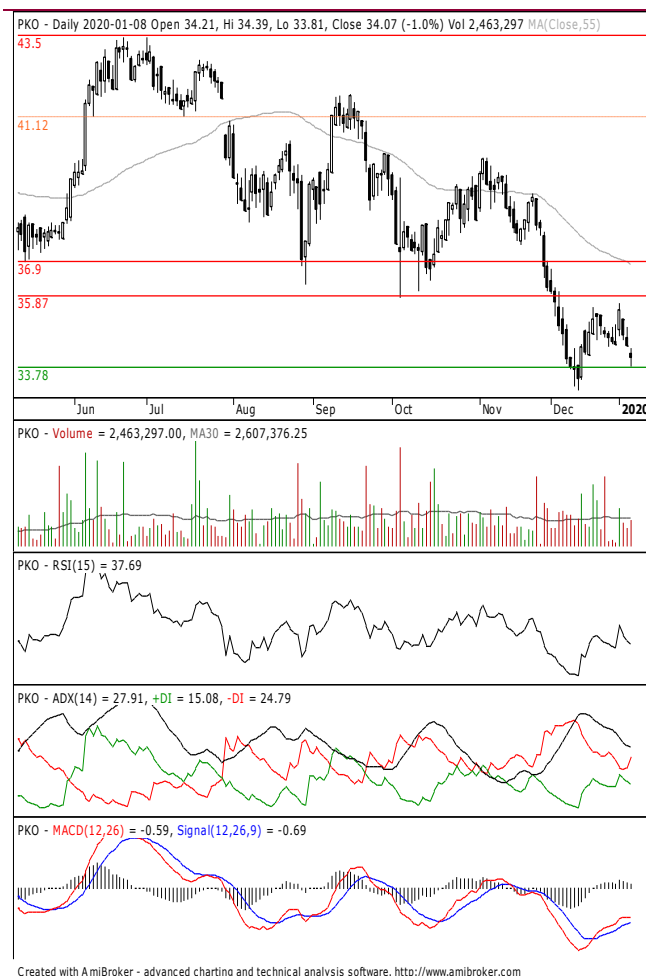 PKO - Daily 2020-01-08 Open 34.21, Hi 34.39, Lo 33.81, Close 34.07 (-1.0%) Vol 2,463,297 MA(Close,55)
43.5
41.12
36.9
35.87
33.78
Jun Jul Aug Sep Oct Nov Dec 2020
PKO - Volume = 2,463,297.00, MA30 = 2,607,376.25
PKO - RSI(15) = 37.69
PKO - ADX(14) = 27.91, +DI = 15.08, -DI = 24.79
PKO - MACD(12,26) = -0.59, Signal(12,26,9) = -0.69
Created with AmiBroker - advanced charting and technical analysis software. http://www.amibroker.com